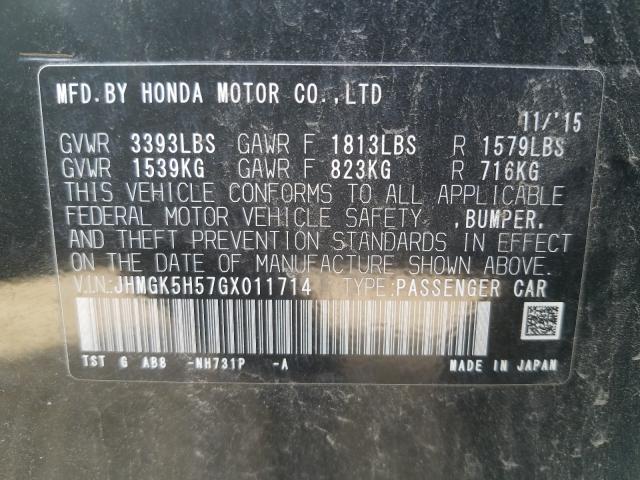 MFD.BY HONDA MOTOR CO.,LTD
11/'15
GVWR 3393LBS GAWR F 1813LBS R 1579LBS
GVWR 1539KG GAWR F 823KG R 716KG
THIS VEHICLE CONFORMS TO ALL APPLICABLE
FEDERAL MOTOR VEHICLE SAFETY ,BUMPER,
AND THEFT PREVENTION STANDARDS IN EFFECT
ON THE DATE OF MANUFACTURE SHOWN ABOVE.
V.I.N:JHMGK5H57GX011714 TYPE:PASSENGER CAR
TST G AB8 -NH731P -A MADE IN JAPAN